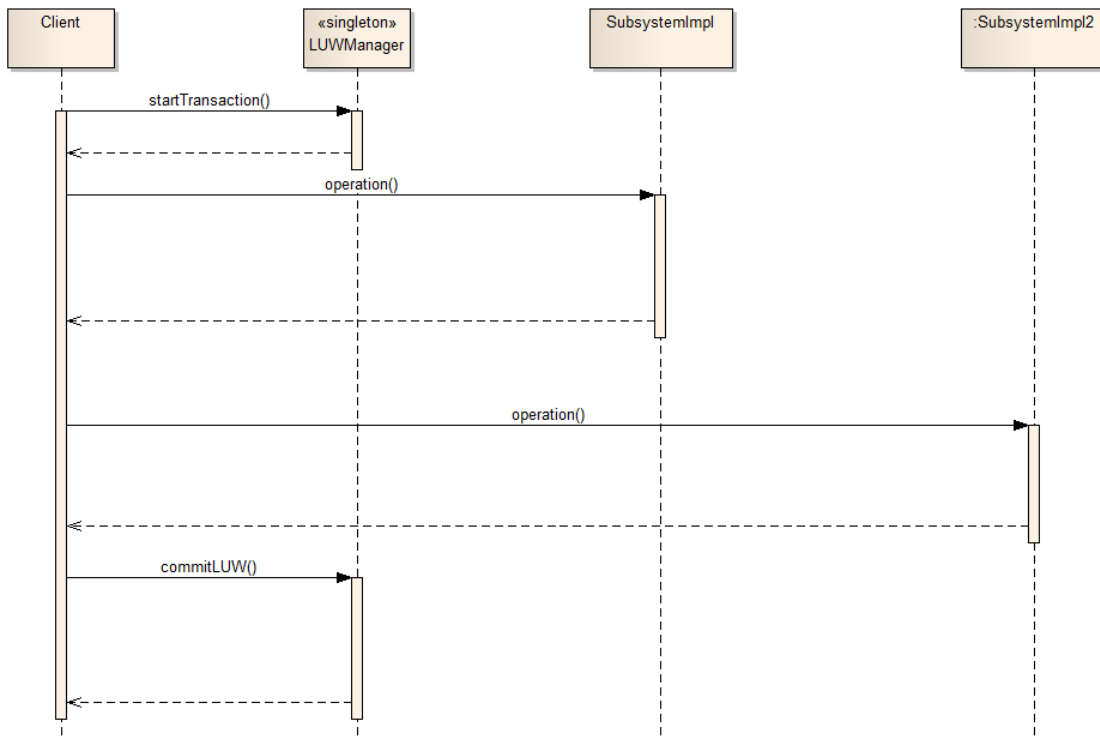 Client
«singleton»
LUWManager
SubsystemImpl
:SubsystemImpl2
startTransaction()
operation()
operation()
commitLUW()